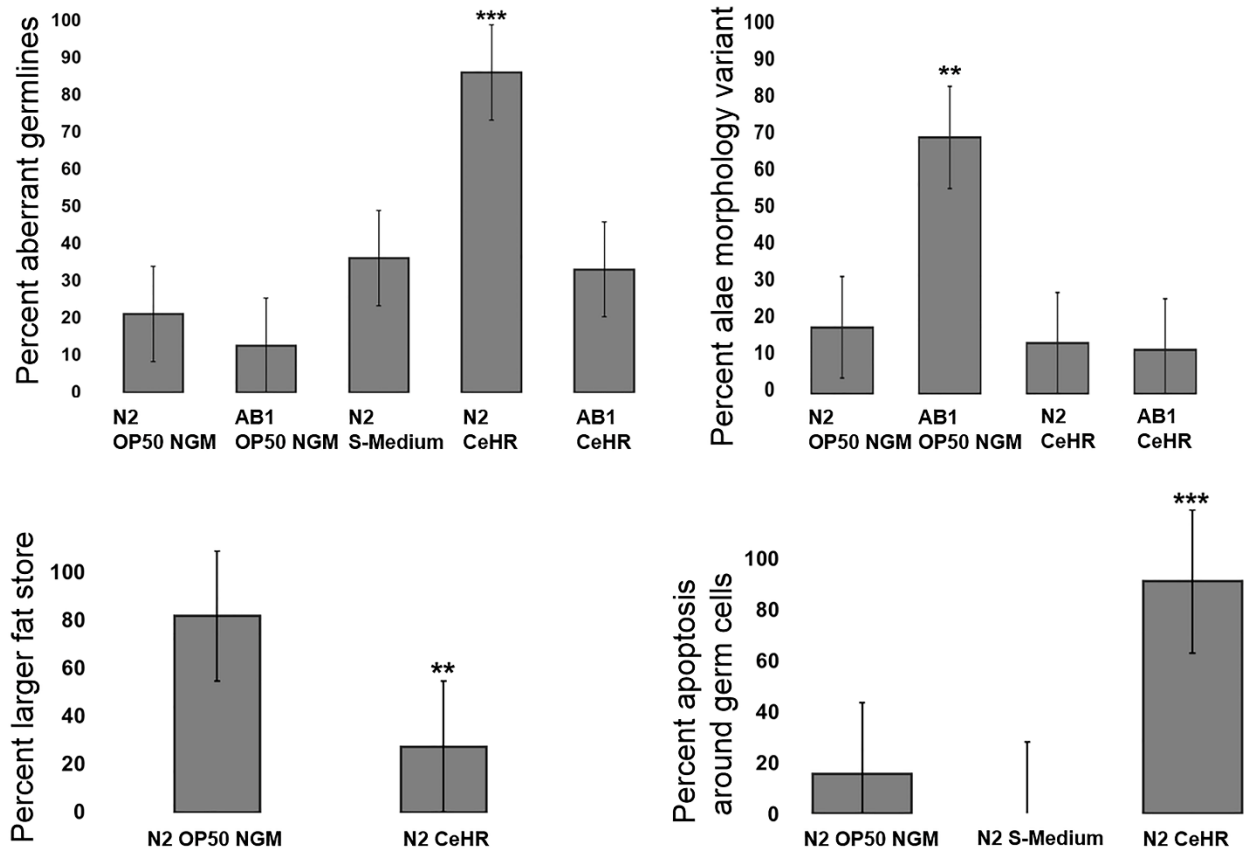 Percent aberrant germlines
100
90
80
70
60
50
40
30
20
10
0
***
N2
OP50 NGM
AB1
OP50 NGM
N2
S-Medium
N2
CeHR
AB1
CeHR
Percent alae morphology variant
100
90
80
70
60
50
40
30
20
10
0
**
N2
OP50 NGM
AB1
OP50 NGM
N2
CeHR
AB1
CeHR
Percent larger fat store
100
80
60
40
20
0
**
N2 OP50 NGM
N2 CeHR
Percent apoptosis
around germ cells
100
80
60
40
20
0
***
N2 OP50 NGM
N2 S-Medium
N2 CeHR